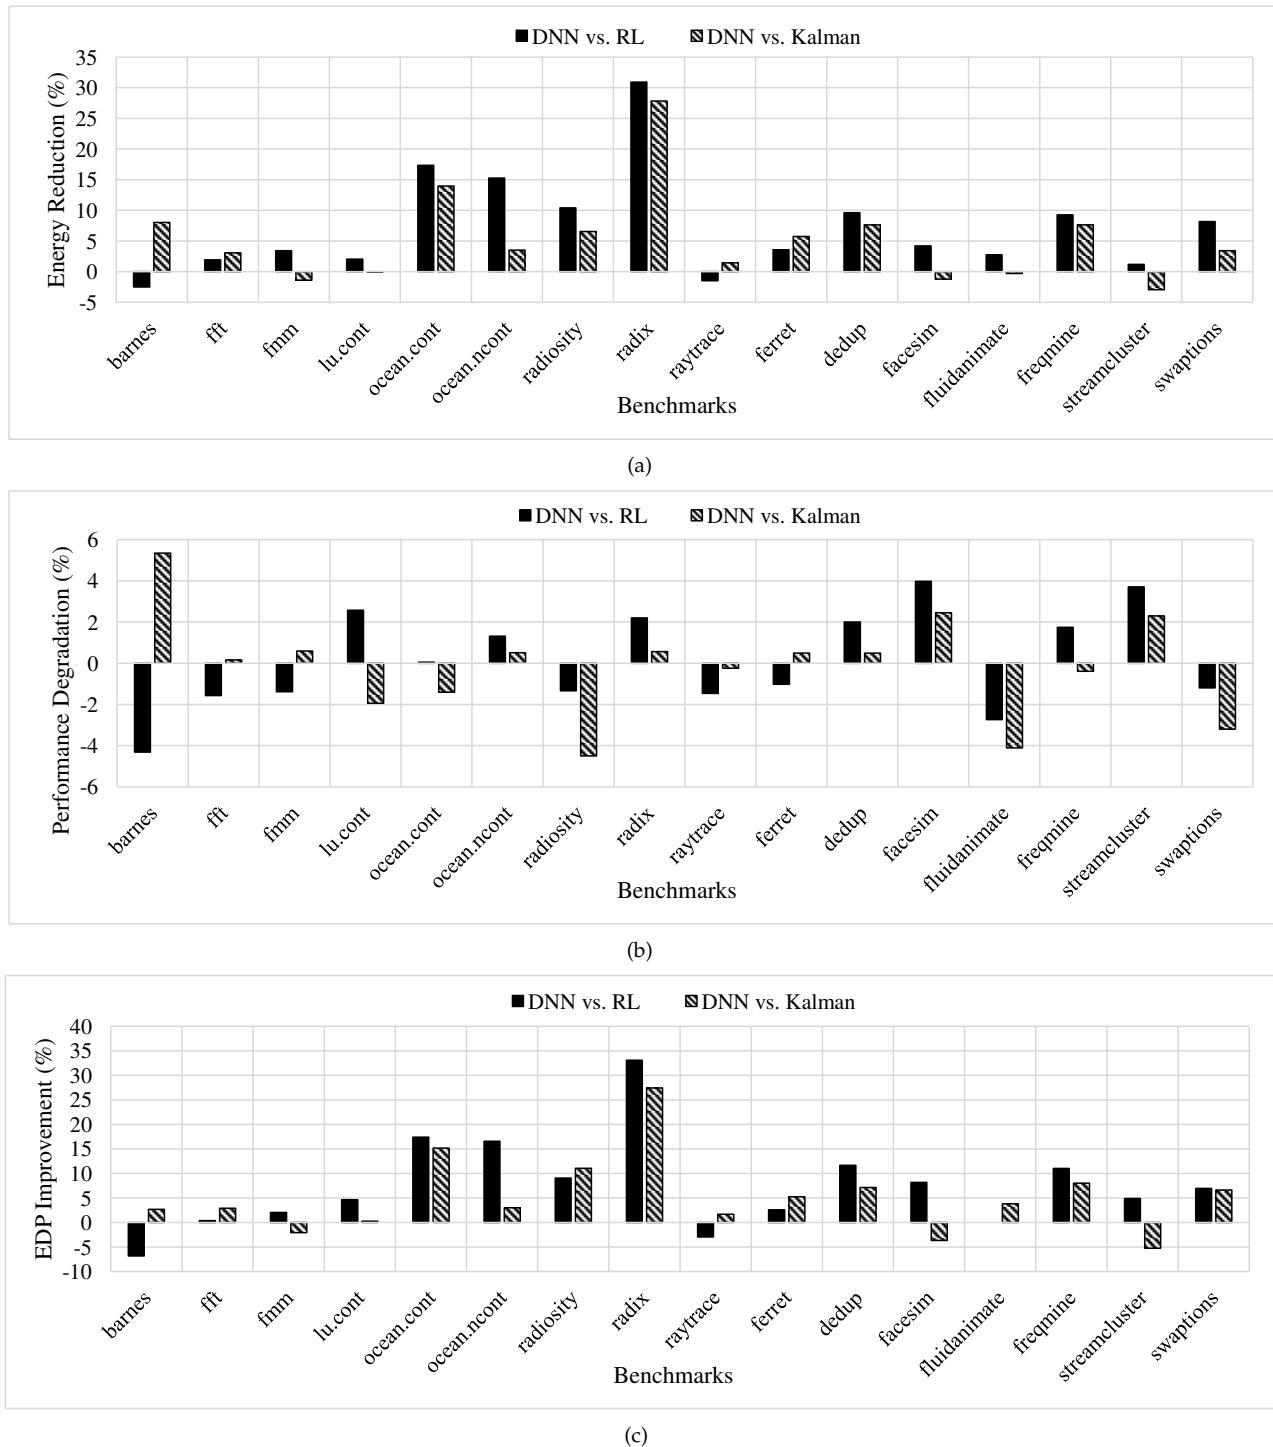 DNN vs. RL DNN vs. Kalman
Energy Reduction (%)
35
30
25
20
15
10
5
0
-5
barnes fft fmm lu.cont ocean.cont ocean.ncont radiosity radix raytrace ferret dedup facesim fluidanimate freqmine streamcluster swaptions
Benchmarks
(a)
DNN vs. RL DNN vs. Kalman
Performance Degradation (%)
6
4
2
0
-2
-4
-6
barnes fft fmm lu.cont ocean.cont ocean.ncont radiosity radix raytrace ferret dedup facesim fluidanimate freqmine streamcluster swaptions
Benchmarks
(b)
DNN vs. RL DNN vs. Kalman
EDP Improvement (%)
40
35
30
25
20
15
10
5
0
-5
-10
barnes fft fmm lu.cont ocean.cont ocean.ncont radiosity radix raytrace ferret dedup facesim fluidanimate freqmine streamcluster swaptions
Benchmarks
(c)